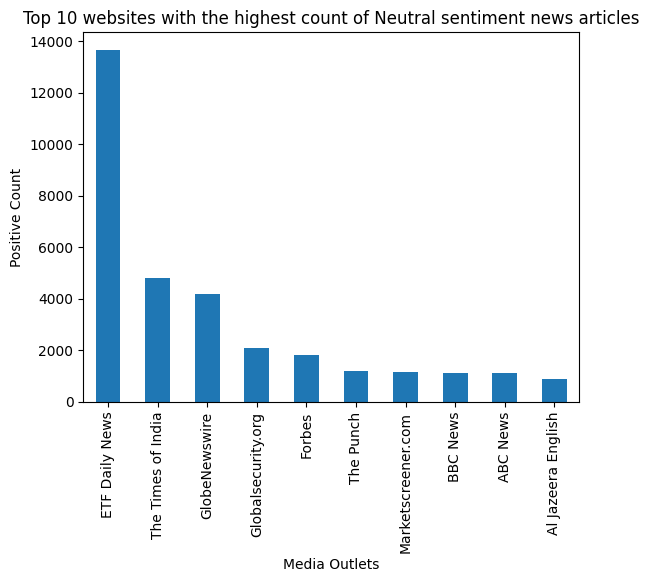 Top 10 websites with the highest count of Neutral sentiment news articles
14000
12000
10000
8000
6000
4000
2000
0
Positive Count
ETF Daily News
The Times of India
GlobeNewswire
Globalsecurity.org
Forbes
The Punch
Marketscreener.com
BBC News
ABC News
Al Jazeera English
Media Outlets